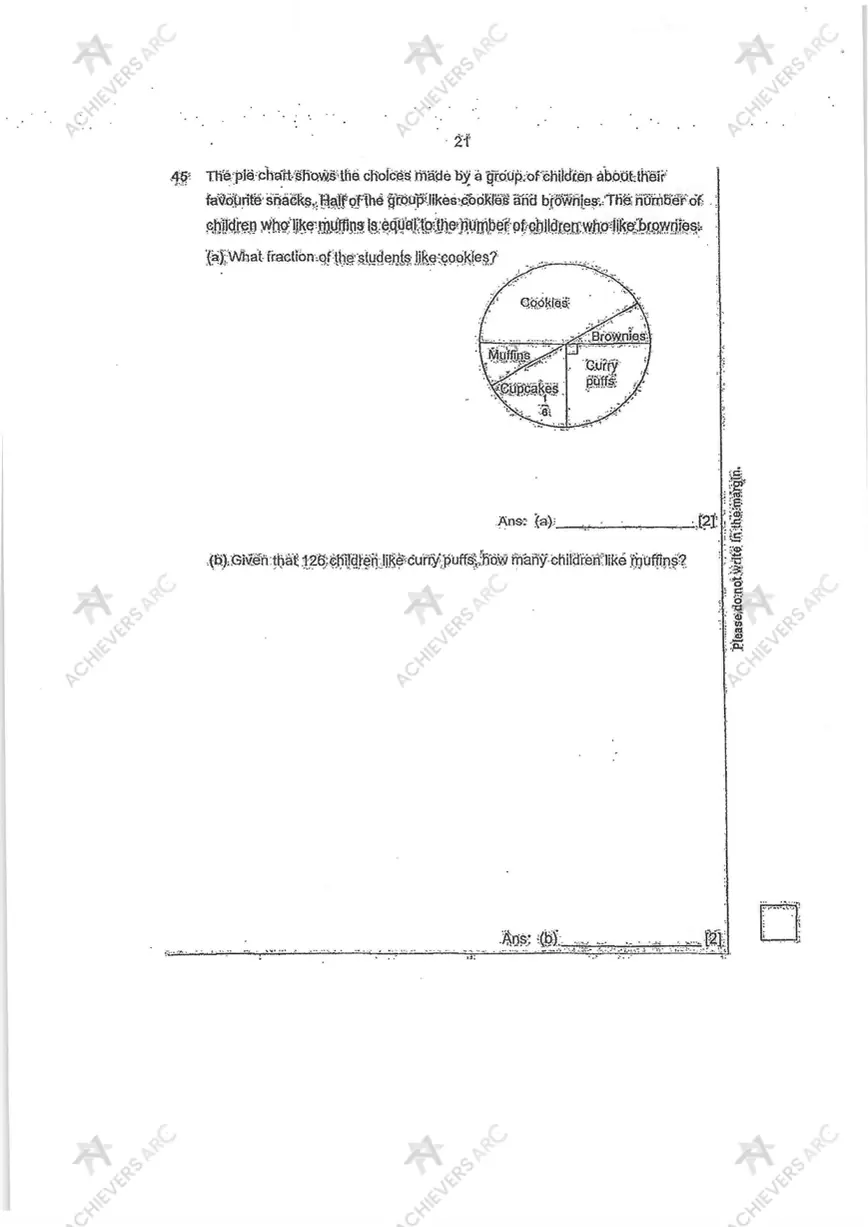 ACHIEVERS ARC
ACHIEVERS ARC
ACHIEVERS ARC
21
45 The pie chart shows the choices made by a group of children about their
favourite snacks. Half of the group likes cookies and brownies. The number of
children who like muffins is equal to the number of children who like brownies.
(a) What fraction of the students like cookies?
Cookies
Brownies
Muffins
Curry
puffs
Cupcakes
1
6
Ans: (a) [2]
(b) Given that 126 children like curry puffs, how many children like muffins?
Please do not write in the margin.
ACHIEVERS ARC
ACHIEVERS ARC
ACHIEVERS ARC
Ans: (b) [2]
ACHIEVERS ARC
ACHIEVERS ARC
ACHIEVERS ARC